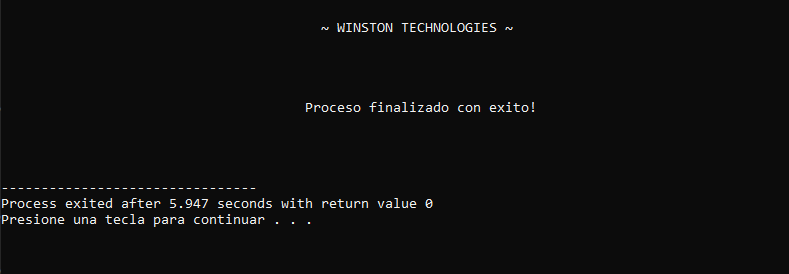 ~ WINSTON TECHNOLOGIES ~
Proceso finalizado con exito!
--------------------------------
Process exited after 5.947 seconds with return value 0
Presione una tecla para continuar . . .